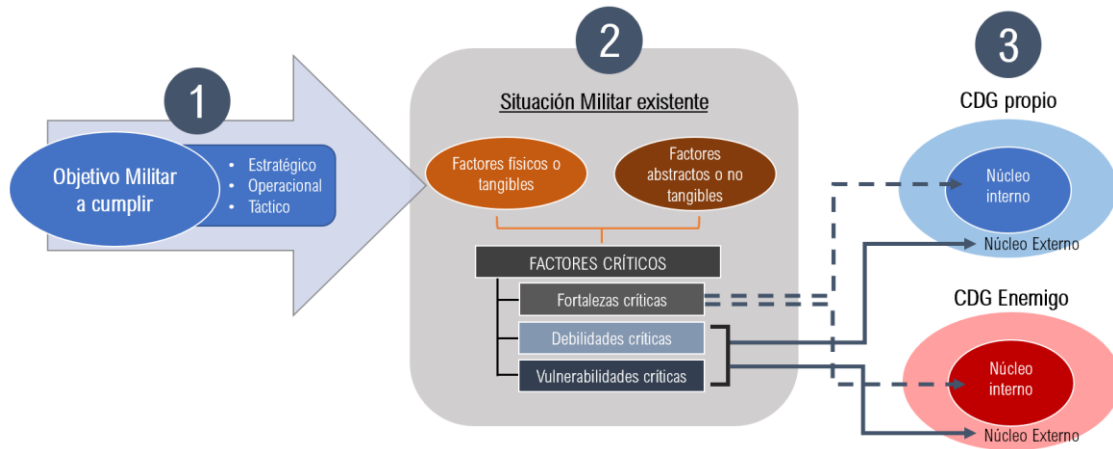 1
Objetivo Militar
a cumplir
• Estratégico
• Operacional
• Táctico
2
Situación Militar existente
Factores físicos o
tangibles
Factores
abstractos o no
tangibles
FACTORES CRÍTICOS
Fortalezas críticas
Debilidades críticas
Vulnerabilidades críticas
3
CDG propio
Núcleo
interno
Núcleo Externo
CDG Enemigo
Núcleo
interno
Núcleo Externo